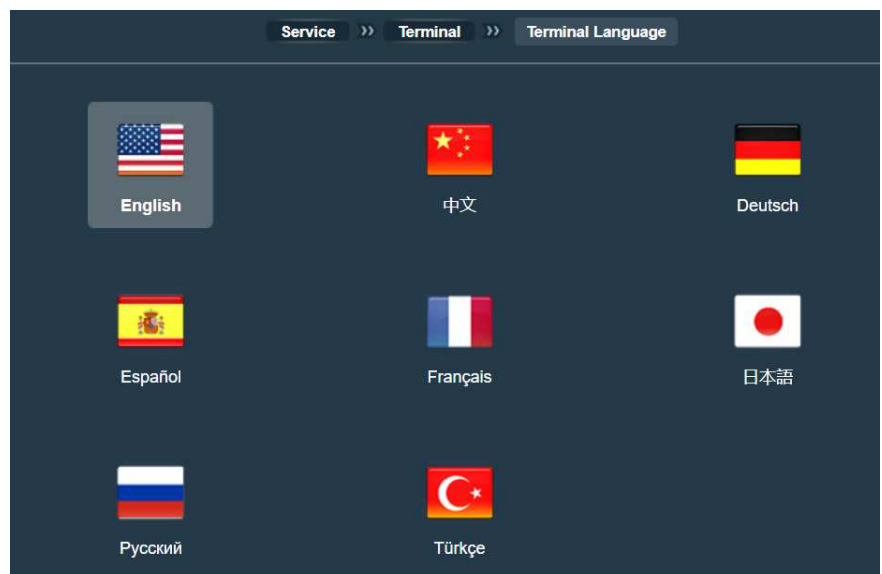 Service » Terminal » Terminal Language
English 中文 Deutsch
Español Français 日本語
Русский Türkçe